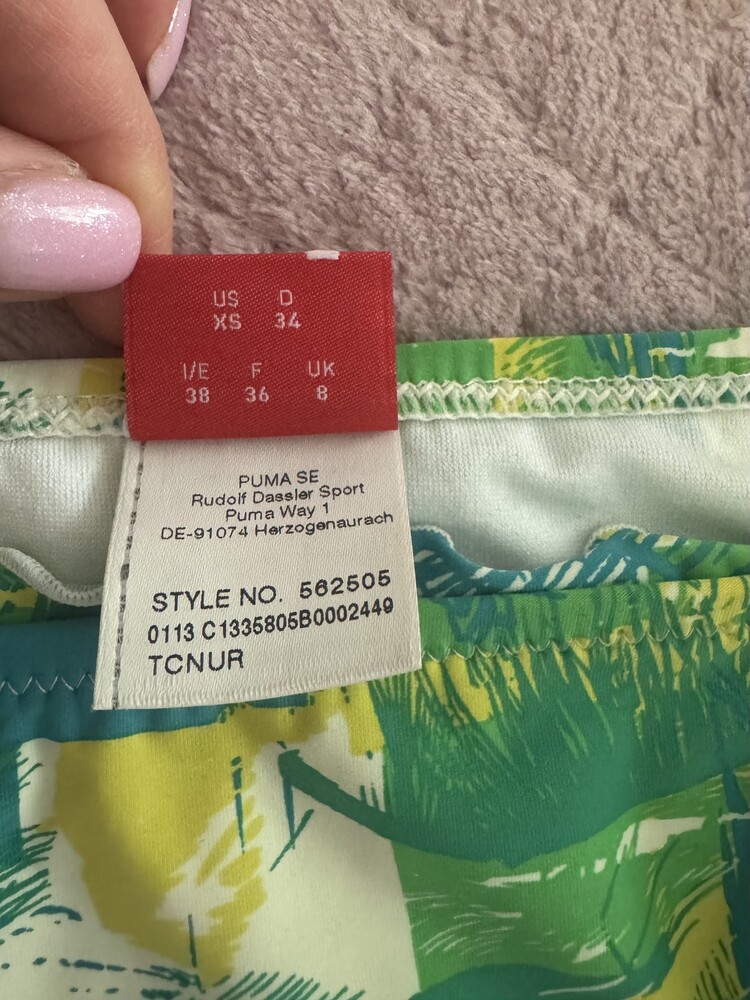 US D
XS 34
I/E F UK
38 36 8
PUMA SE
Rudolf Dassler Sport
Puma Way 1
DE-91074 Herzogenaurach
STYLE NO. 562505
0113 C1335805B0002449
TCNUR